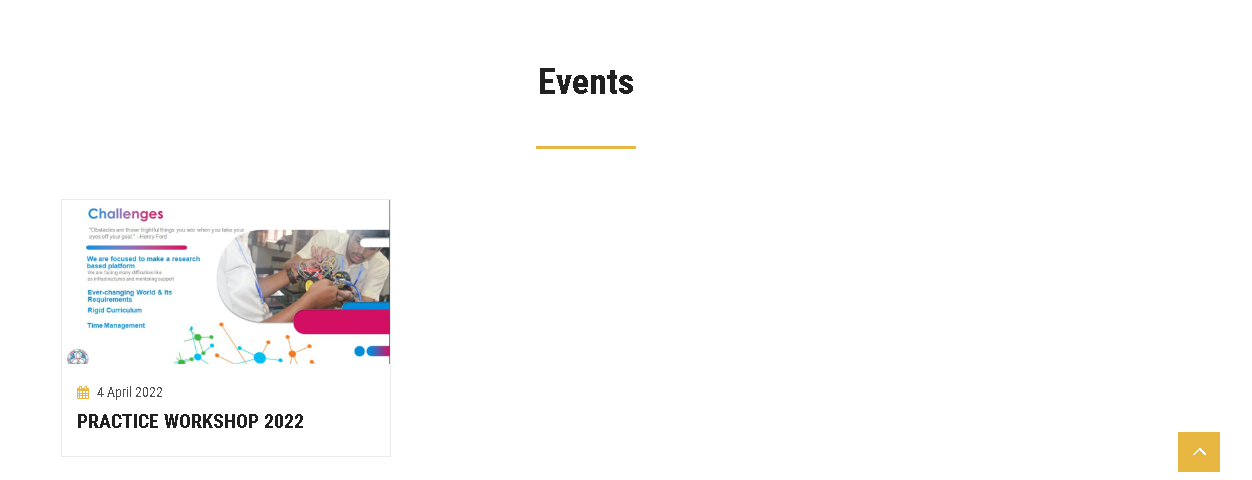 Events
Challenges
"Obstacles are those frightful things you see when you take your
eyes off your goal." -Henry Ford
We are focused to make a research
based platform
We are facing many difficulties like
as infrastructures and mentoring support
Ever-changing World & Its
Requirements
Rigid Curriculum
Time Management
4 April 2022
PRACTICE WORKSHOP 2022